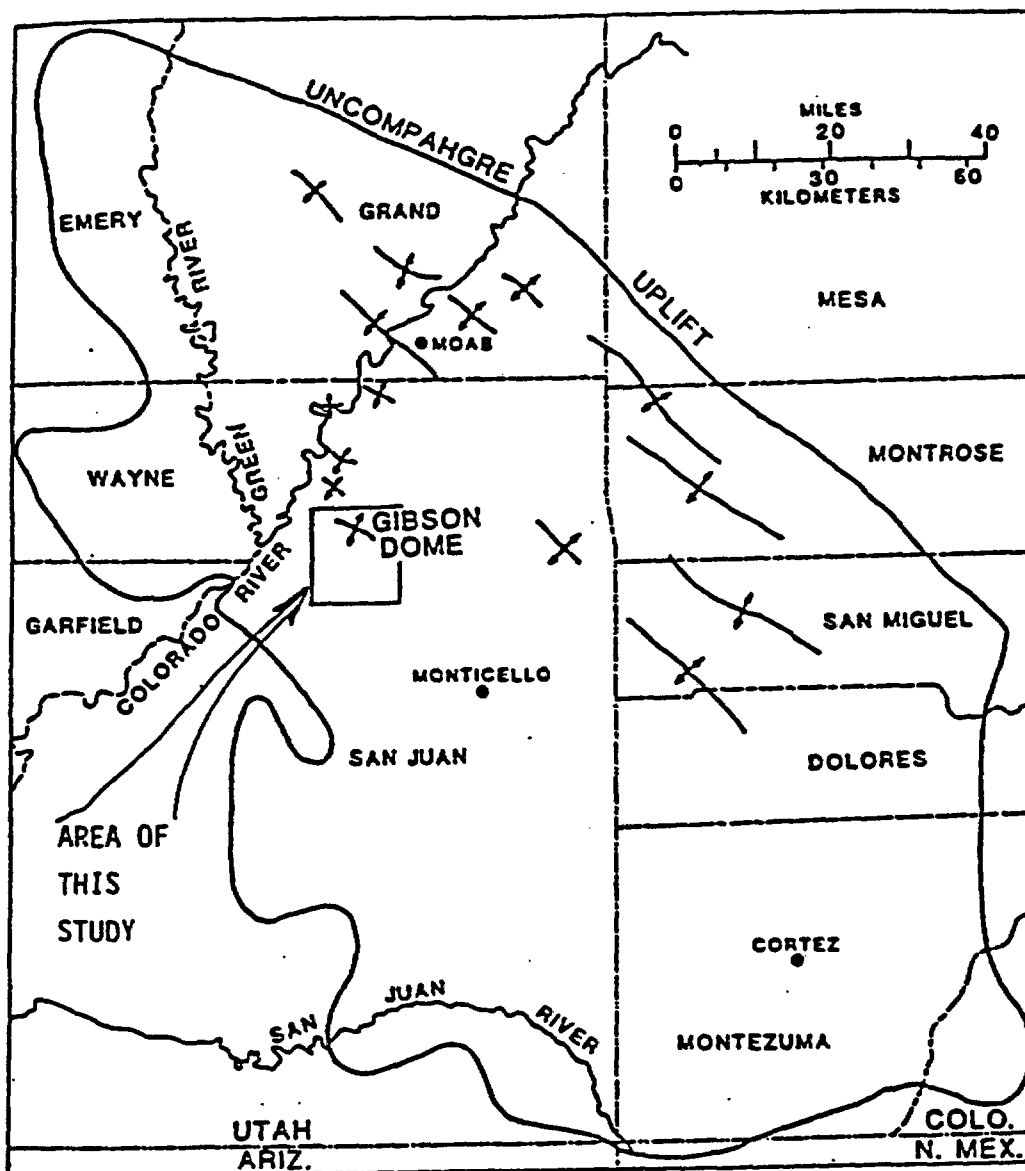 UNCOMPAHGRE
MILES
0 20 40
0 30 60
KILOMETERS
EMERY
GRAND
RIVER
UPLIFT
MESA
MOAB
GREEN
WAYNE
MONTROSE
GIBSON
DOME
RIVER
COLORADO
GARFIELD
SAN MIGUEL
MONTICELLO
SAN JUAN
DOLORES
AREA OF
THIS
STUDY
CORTEZ
SAN JUAN RIVER
MONTEZUMA
UTAH
COLO.
ARIZ.
N. MEX.